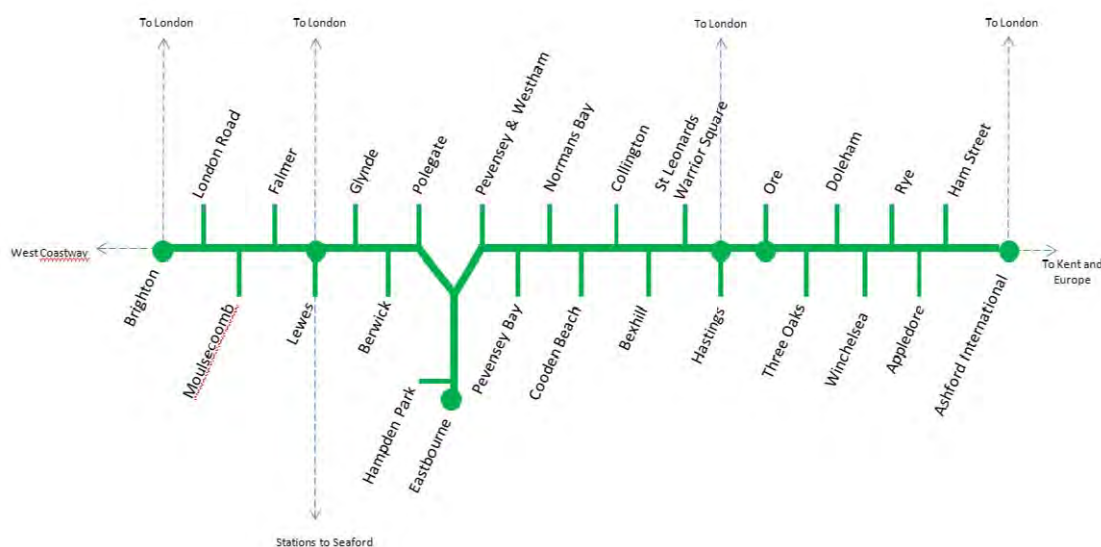 To London
To London
To London
To London
London Road
Falmer
Glynde
Polegate
Pevensey & Westham
Normans Bay
Collington
St Leonards
Warrior Square
Ore
Doleham
Rye
Ham Street
West Coastway
To Kent and
Europe
Brighton
Moulsecoomb
Lewes
Berwick
Hampden Park
Eastbourne
Pevensey Bay
Cooden Beach
Bexhill
Hastings
Three Oaks
Winchelsea
Appledore
Ashford International
Stations to Seaford